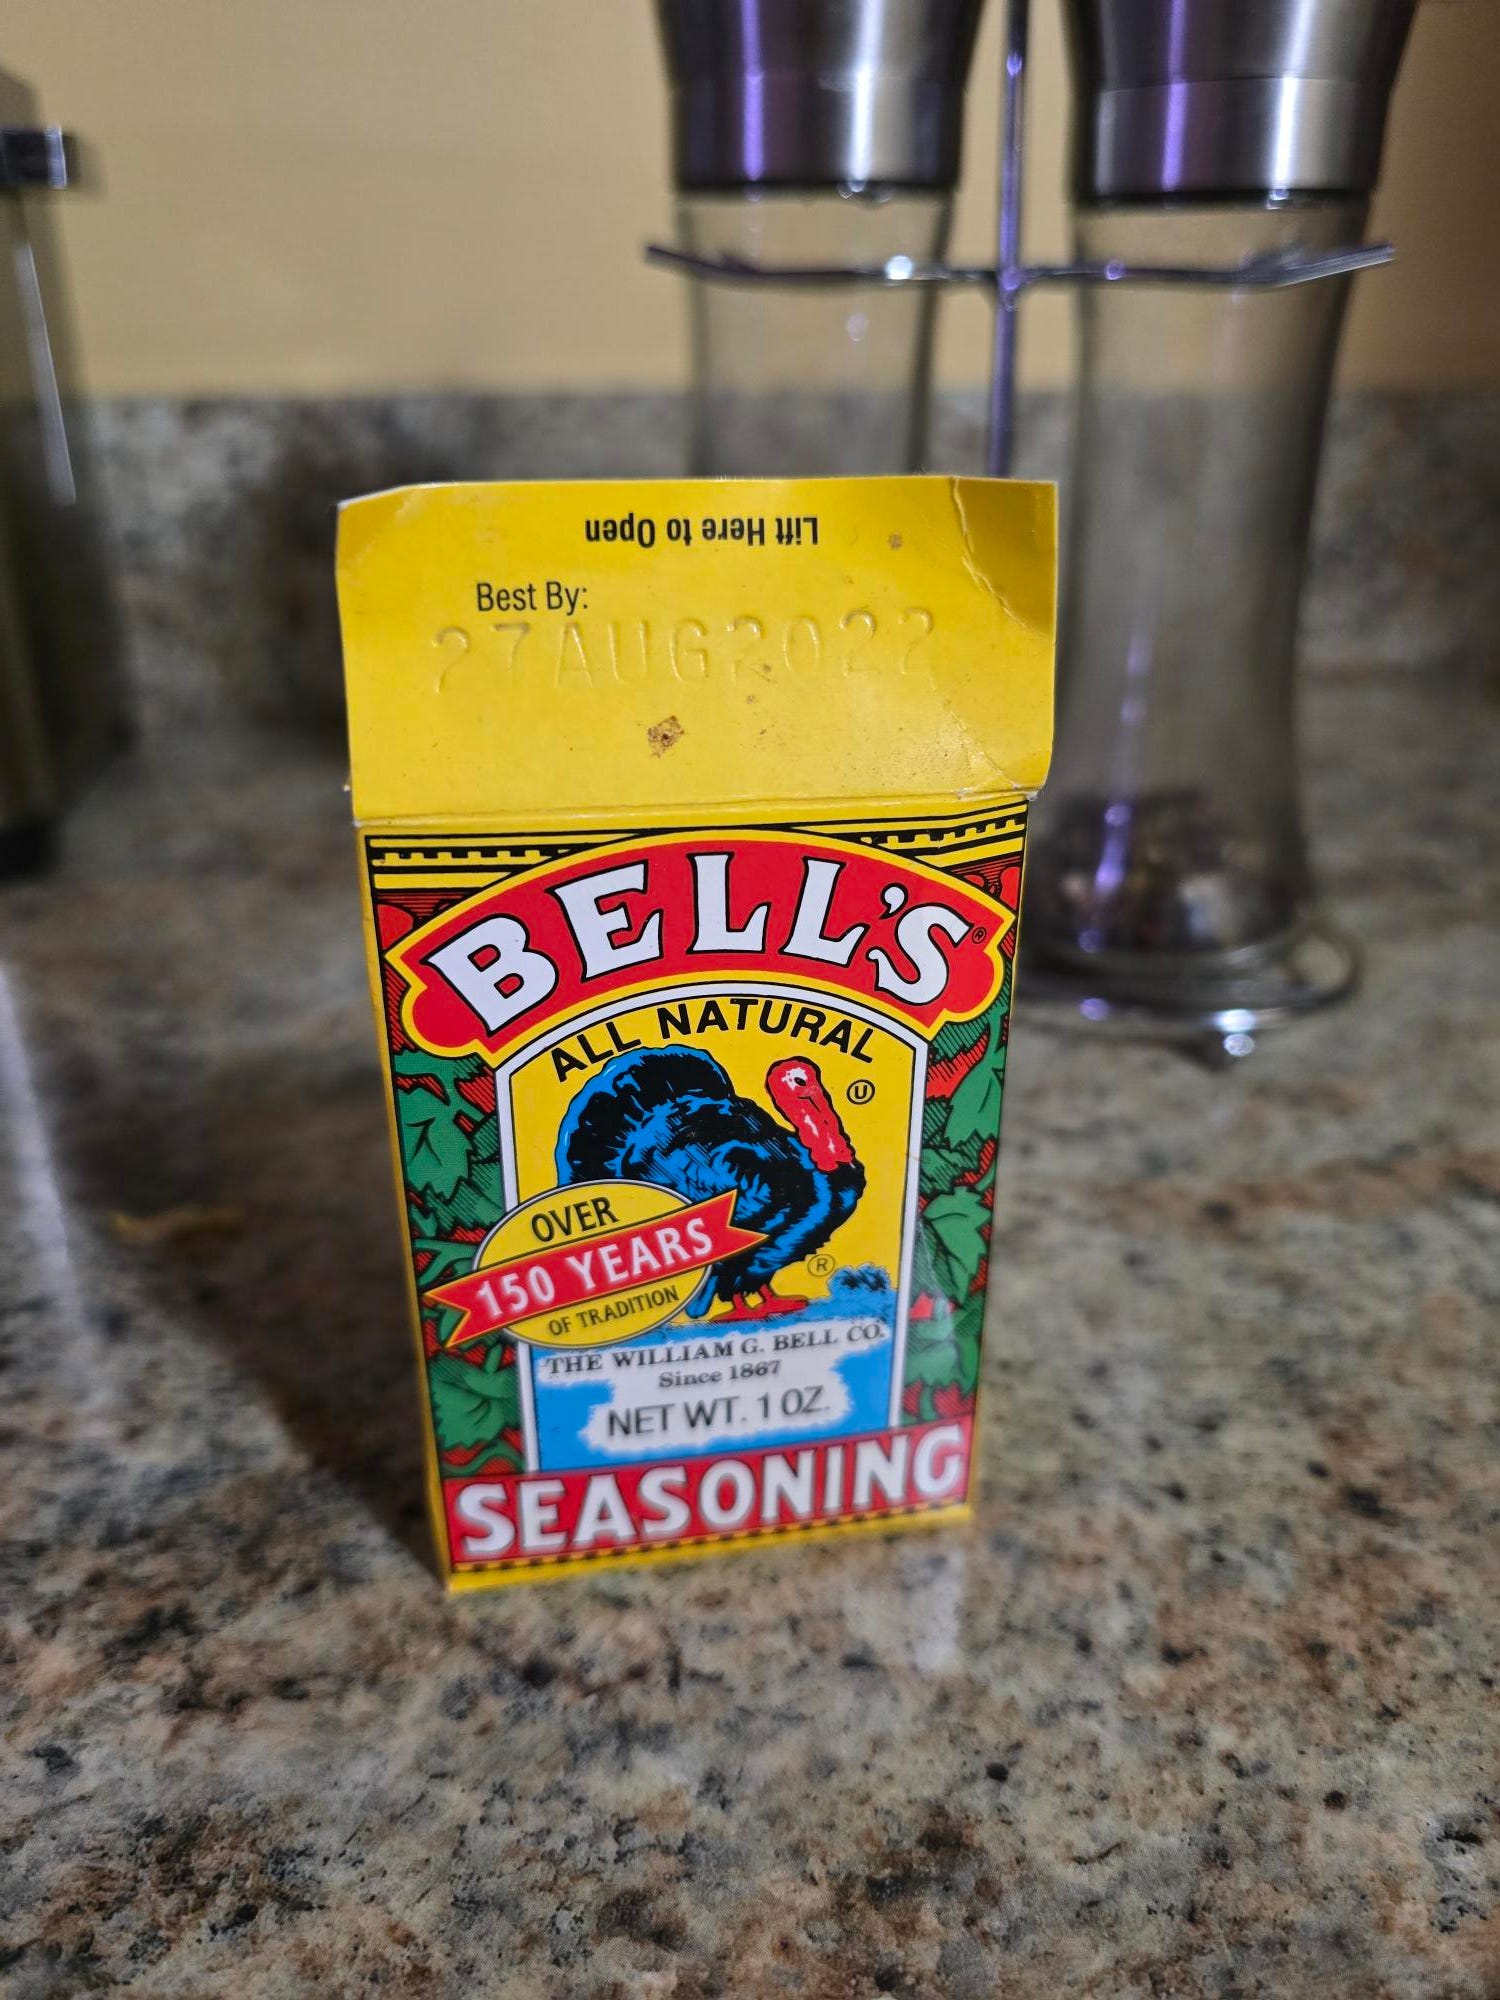 Lift Here to Open
Best By:
27AUG2022
BELL'S®
ALL NATURAL
Ⓤ
OVER
150 YEARS
OF TRADITION
®
THE WILLIAM G. BELL CO.
Since 1867
NET WT. 1 OZ.
SEASONING